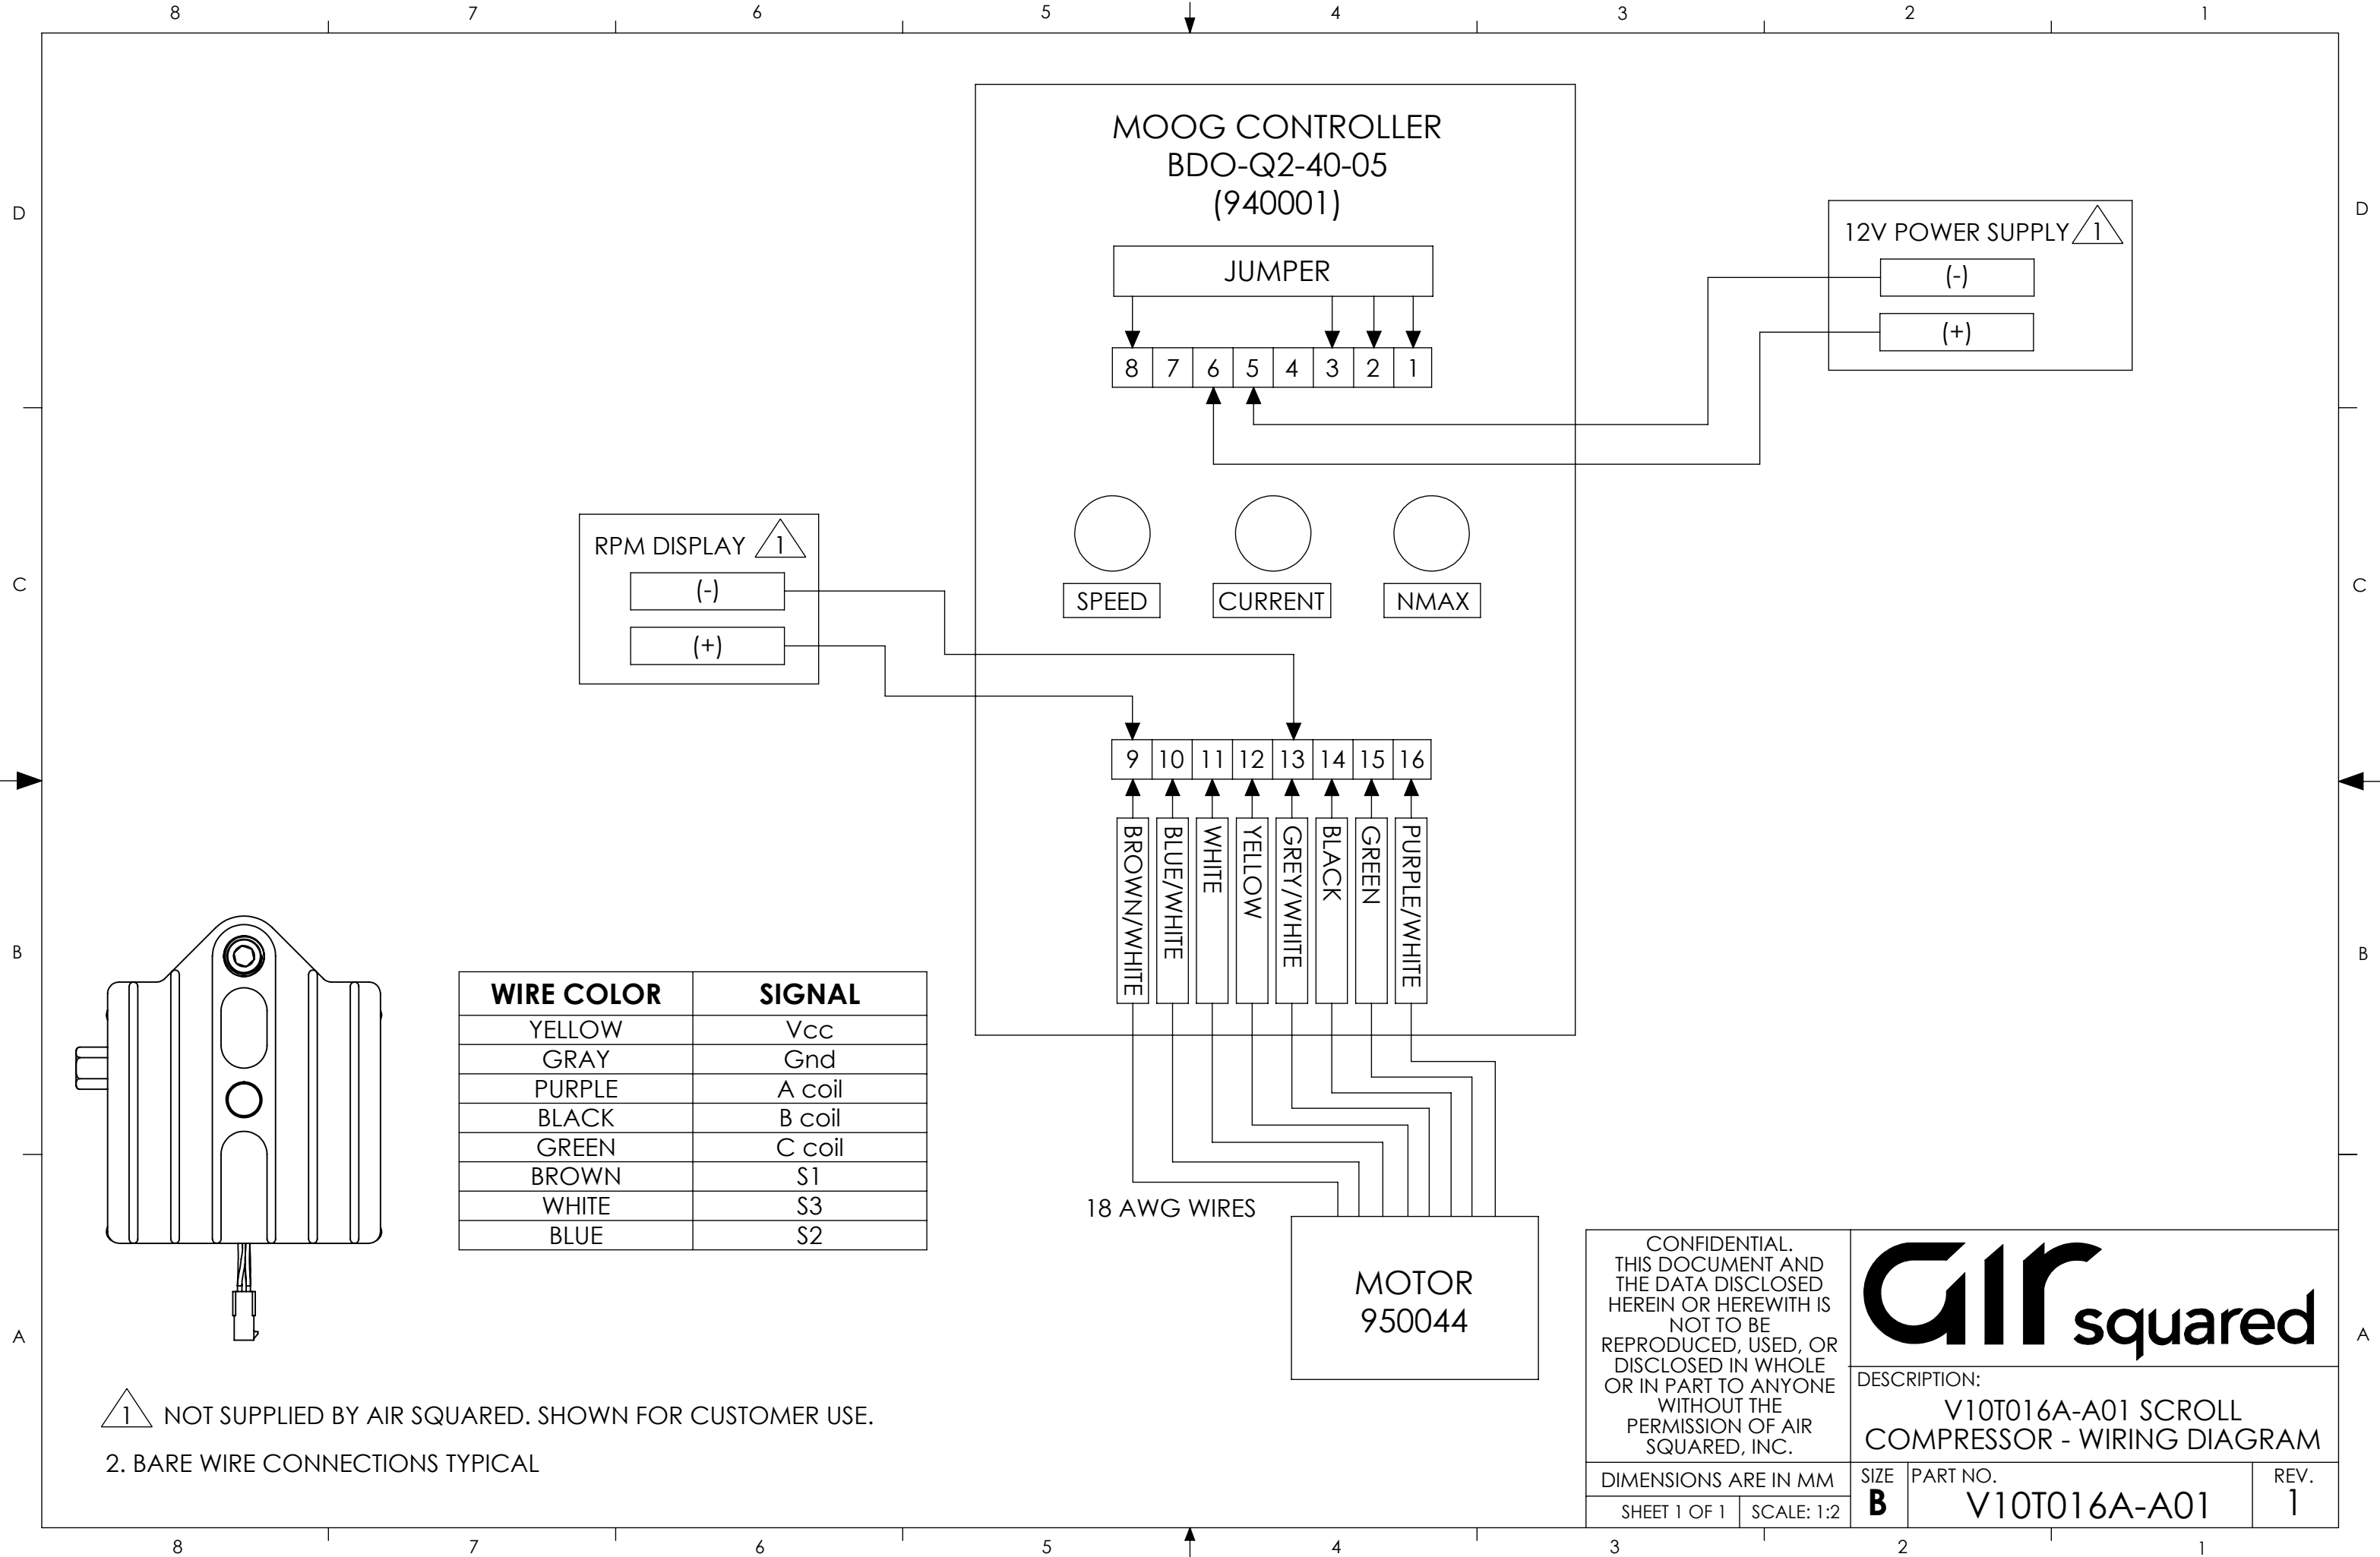 8 7 6 5 4 3 2 1
MOOG CONTROLLER
BDO-Q2-40-05
(940001)
JUMPER
8 7 6 5 4 3 2 1
12V POWER SUPPLY 1
(-)
(+)
D
D
RPM DISPLAY 1
(-)
(+)
SPEED
CURRENT
NMAX
C
C
9 10 11 12 13 14 15 16
BROWN/WHITE
BLUE/WHITE
WHITE
YELLOW
GREY/WHITE
BLACK
GREEN
PURPLE/WHITE
B
B
WIRE COLOR SIGNAL
YELLOW Vcc
GRAY Gnd
PURPLE A coil
BLACK B coil
GREEN C coil
BROWN S1
WHITE S3
BLUE S2
18 AWG WIRES
MOTOR
950044
A
A
1 NOT SUPPLIED BY AIR SQUARED. SHOWN FOR CUSTOMER USE.
2. BARE WIRE CONNECTIONS TYPICAL
CONFIDENTIAL.
THIS DOCUMENT AND
THE DATA DISCLOSED
HEREIN OR HEREWITH IS
NOT TO BE
REPRODUCED, USED, OR
DISCLOSED IN WHOLE
OR IN PART TO ANYONE
WITHOUT THE
PERMISSION OF AIR
SQUARED, INC.
DIMENSIONS ARE IN MM
SHEET 1 OF 1
SCALE: 1:2
air squared
DESCRIPTION:
V10T016A-A01 SCROLL
COMPRESSOR - WIRING DIAGRAM
SIZE
B
PART NO.
V10T016A-A01
REV.
1
8 7 6 5 4 3 2 1